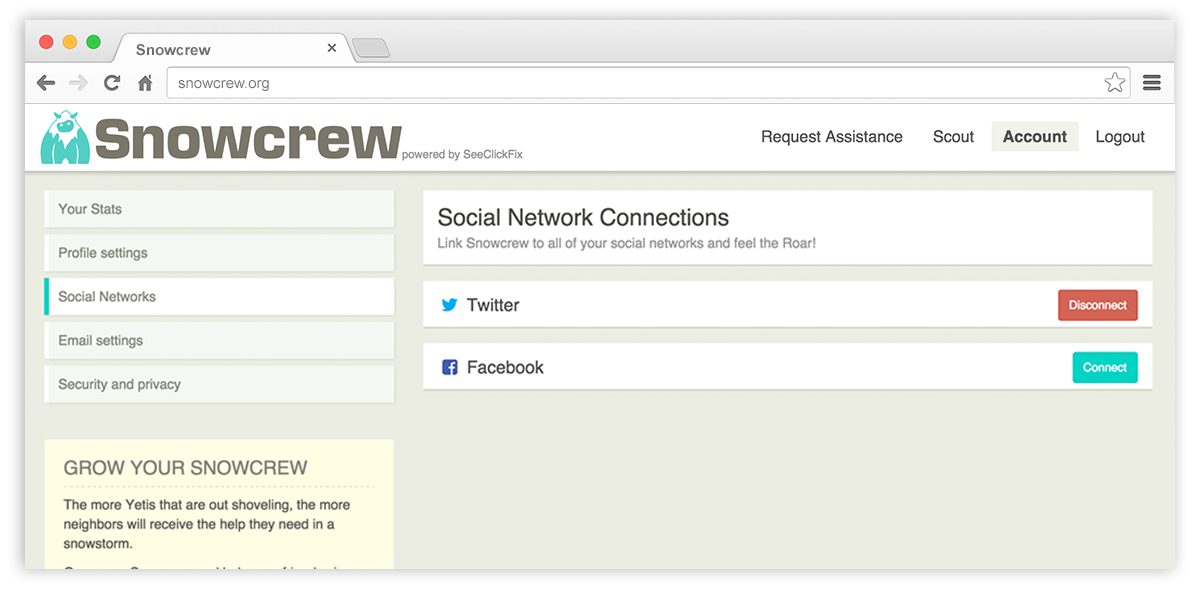 Snowcrew
snowcrew.org
Snowcrew powered by SeeClickFix
Request Assistance
Scout
Account
Logout
Your Stats
Profile settings
Social Networks
Email settings
Security and privacy
GROW YOUR SNOWCREW
The more Yetis that are out shoveling, the more
neighbors will receive the help they need in a
snowstorm.
Social Network Connections
Link Snowcrew to all of your social networks and feel the Roar!
Twitter
Disconnect
Facebook
Connect